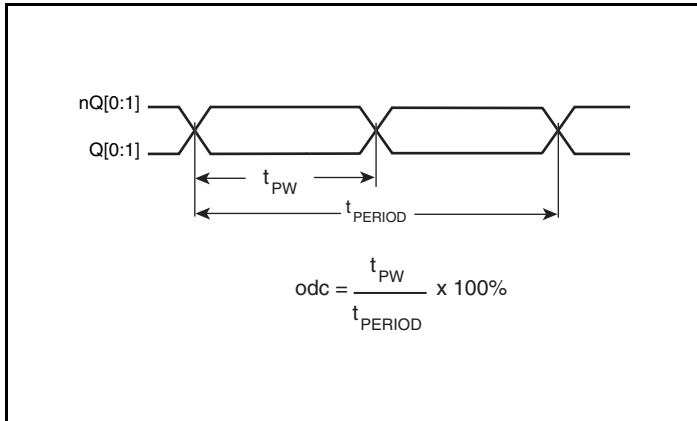 nQ[0:1]
Q[0:1]
tPW
tPERIOD
odc = tPW / tPERIOD x 100%